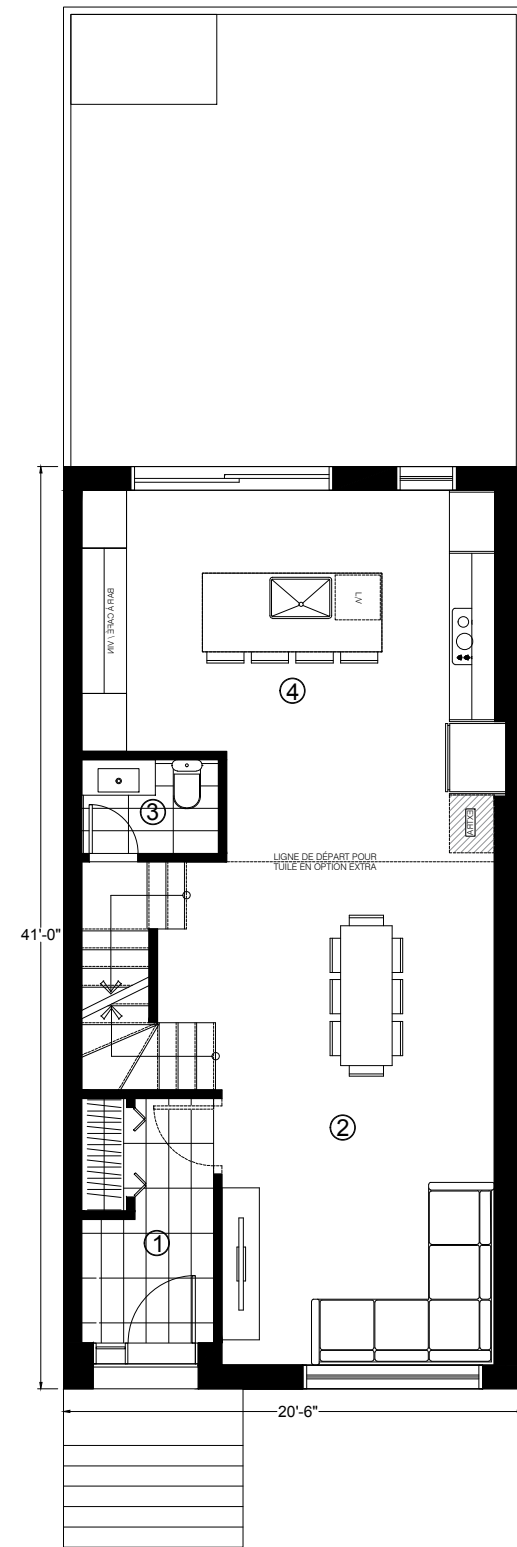 BAR À CAFÉ / VIN
L/V
4
3
EXTRA
LIGNE DE DÉPART POUR
TUILE EN OPTION EXTRA
41'-0"
2
1
20'-6"